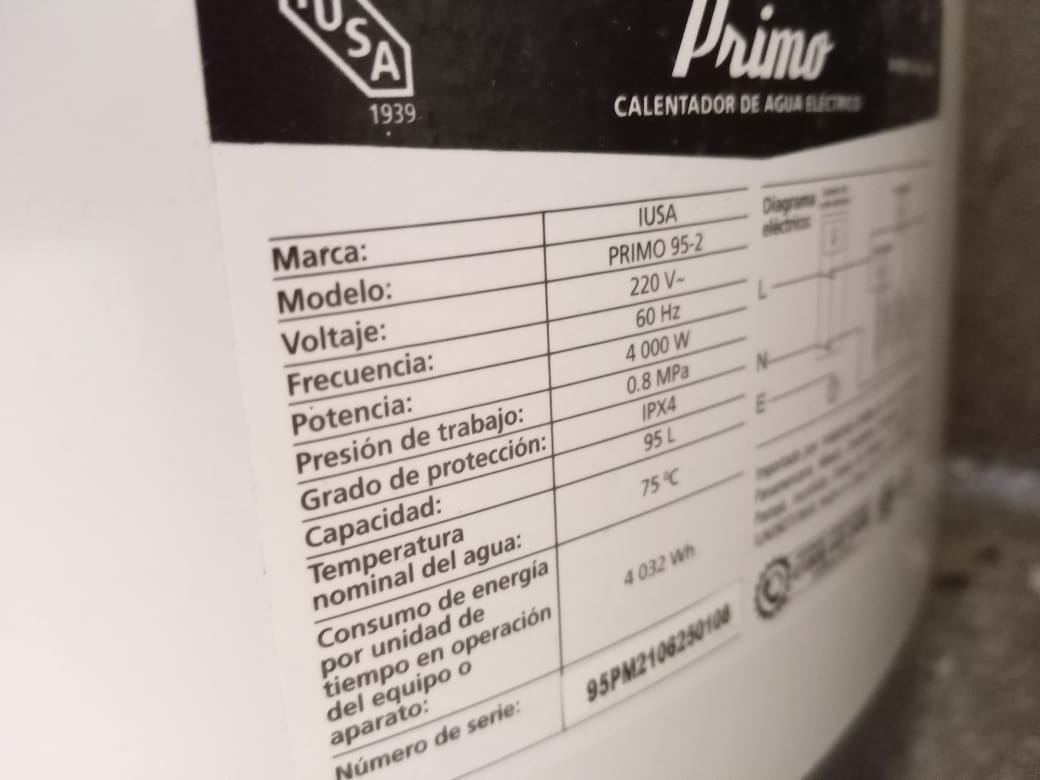 IUSA
1939
Primo
CALENTADOR DE AGUA ELÉCTRICO
Marca: IUSA
Modelo: PRIMO 95-2
Voltaje: 220 V~
Frecuencia: 60 Hz
Potencia: 4 000 W
Presión de trabajo: 0.8 MPa
Grado de protección: IPX4
Capacidad: 95 L
Temperatura
nominal del agua: 75 °C
Consumo de energía
por unidad de
tiempo en operación
del equipo o
aparato: 4 032 Wh
Número de serie: 95PM2106250106
Diagrama
eléctrico:
L
N
E